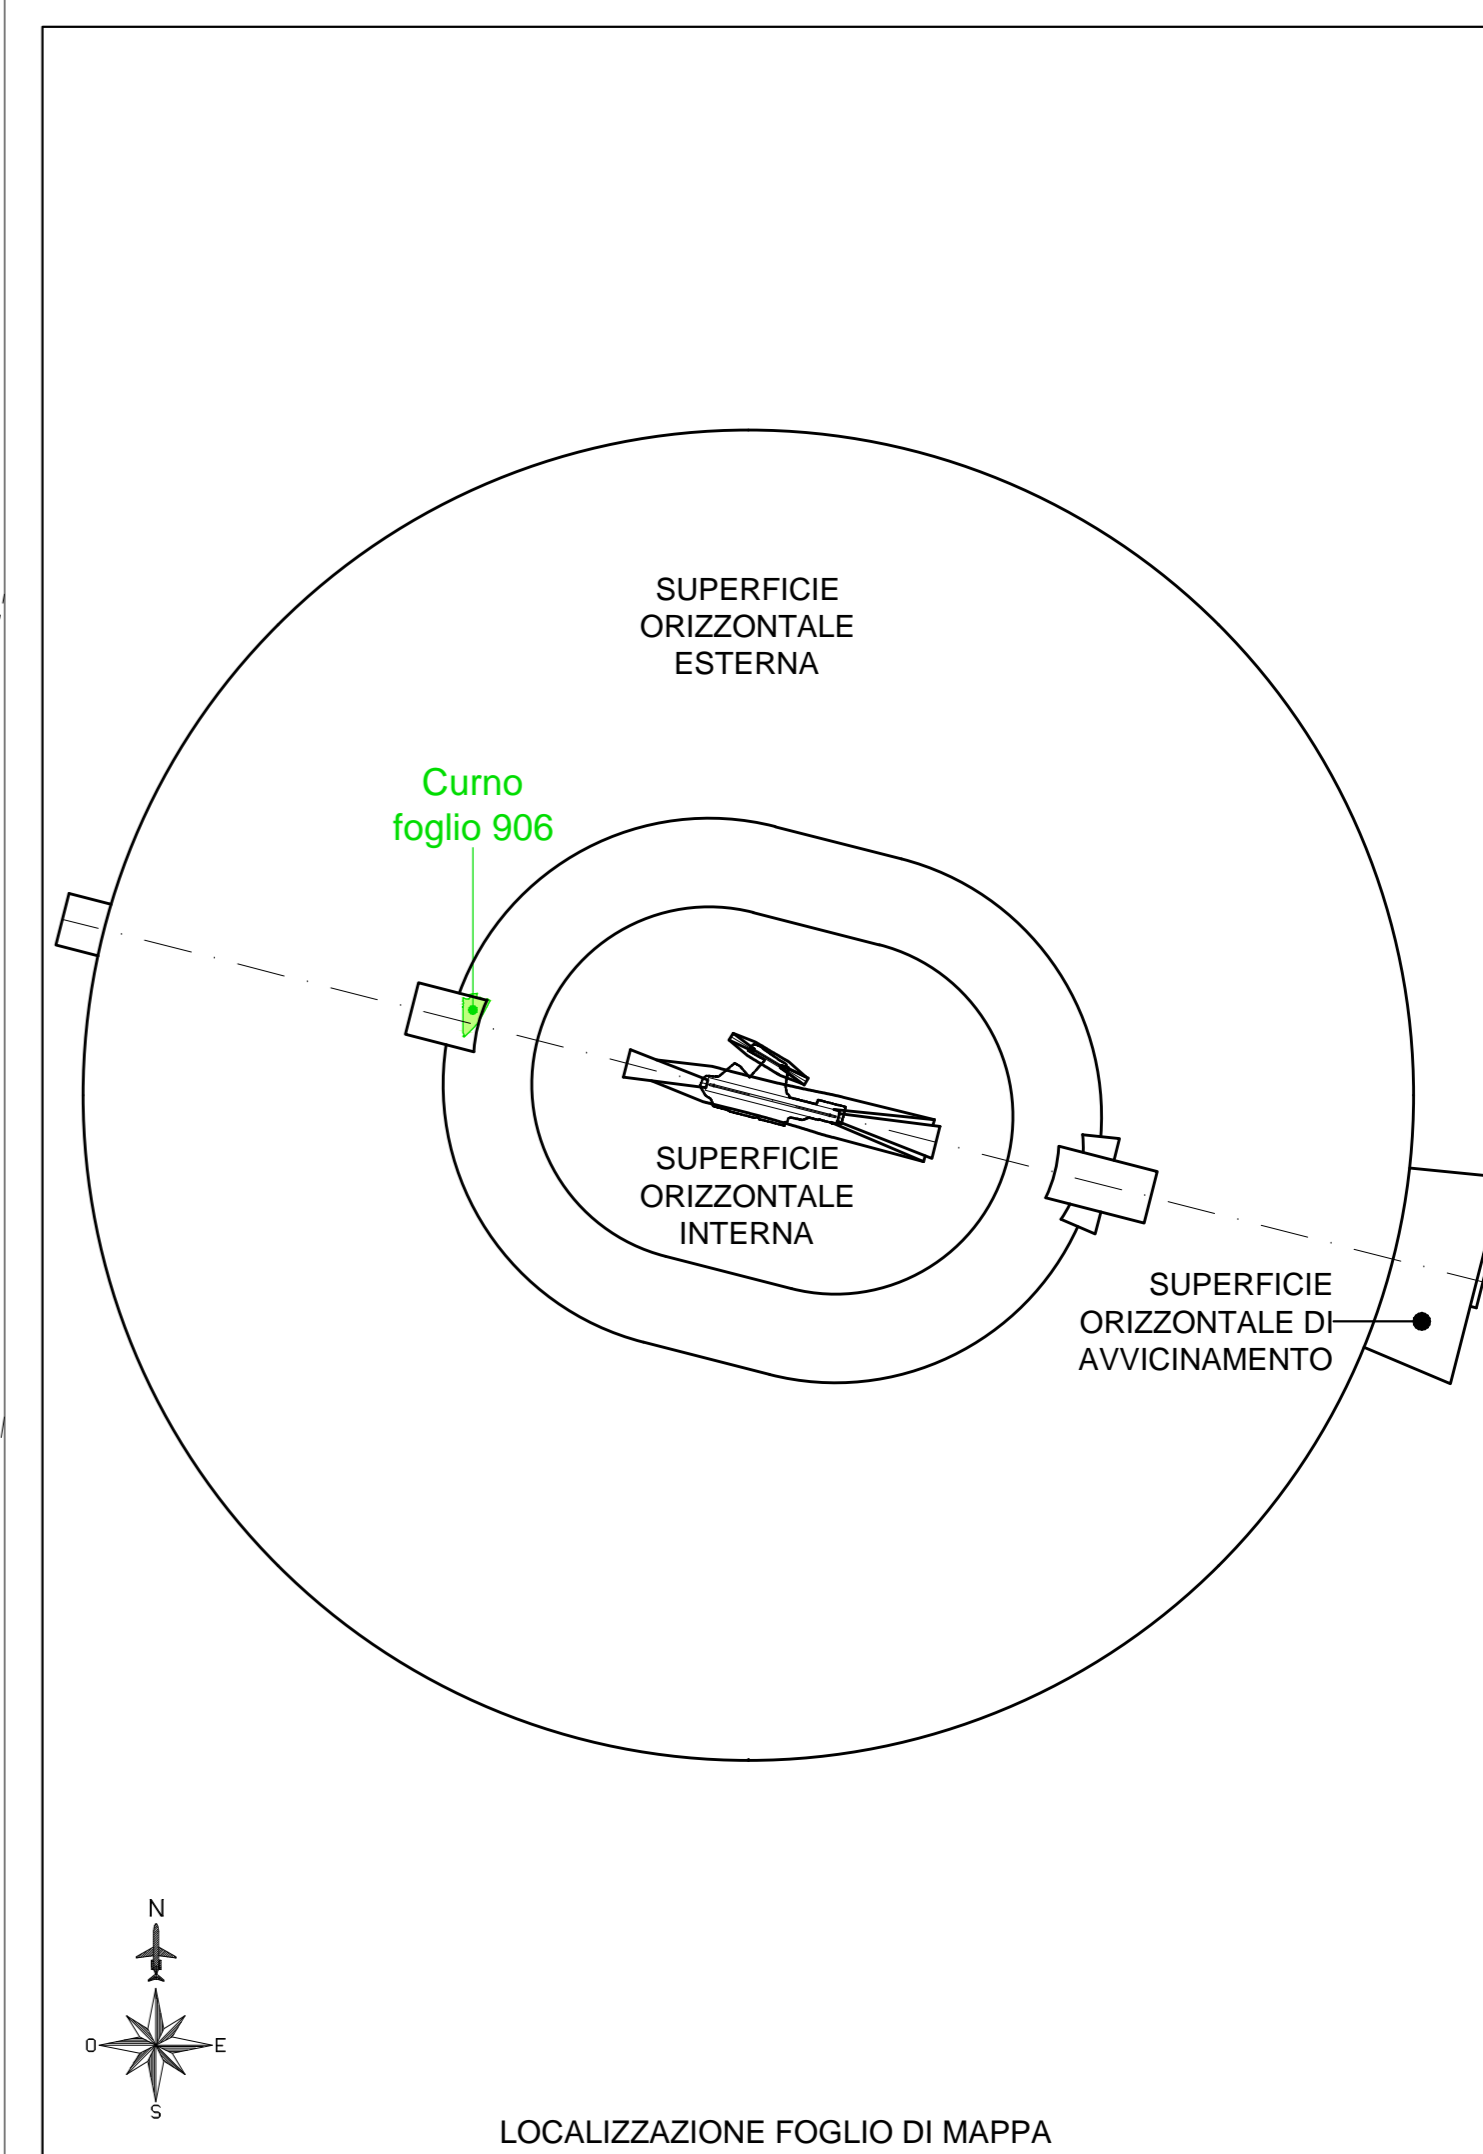 SUPERFICIE
ORIZZONTALE
ESTERNA
Curno
foglio 906
SUPERFICIE
ORIZZONTALE
INTERNA
SUPERFICIE
ORIZZONTALE DI
AVVICINAMENTO
N
O
E
S
LOCALIZZAZIONE FOGLIO DI MAPPA